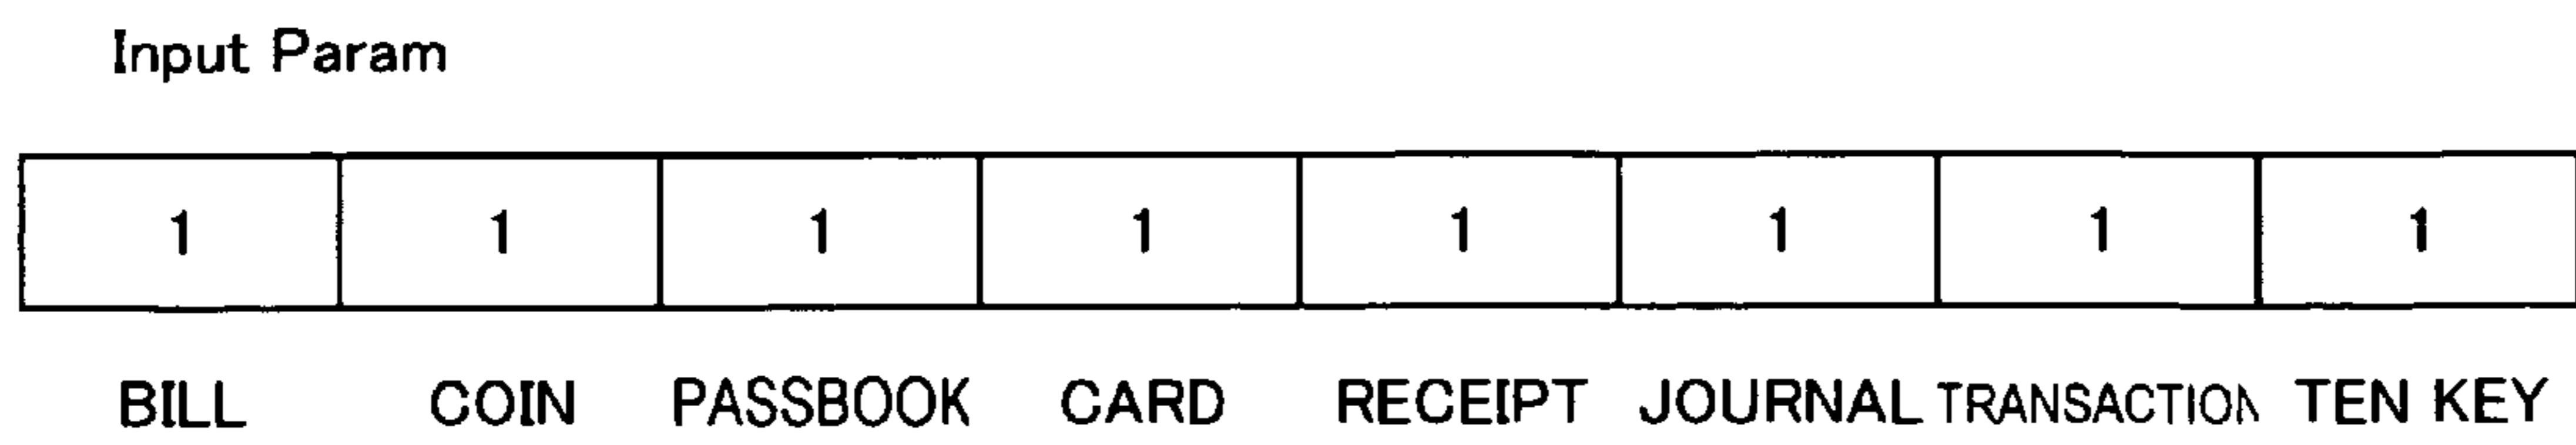 Input Param
1 1 1 1 1 1 1 1
BILL COIN PASSBOOK CARD RECEIPT JOURNAL TRANSACTION TEN KEY